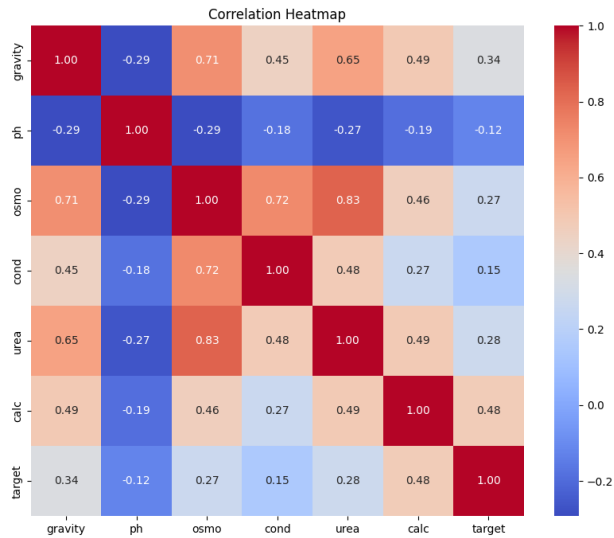 Correlation Heatmap
gravity 1.00 -0.29 0.71 0.45 0.65 0.49 0.34
ph -0.29 1.00 -0.29 -0.18 -0.27 -0.19 -0.12
osmo 0.71 -0.29 1.00 0.72 0.83 0.46 0.27
cond 0.45 -0.18 0.72 1.00 0.48 0.27 0.15
urea 0.65 -0.27 0.83 0.48 1.00 0.49 0.28
calc 0.49 -0.19 0.46 0.27 0.49 1.00 0.48
target 0.34 -0.12 0.27 0.15 0.28 0.48 1.00
gravity ph osmo cond urea calc target
1.0
0.8
0.6
0.4
0.2
0.0
−0.2